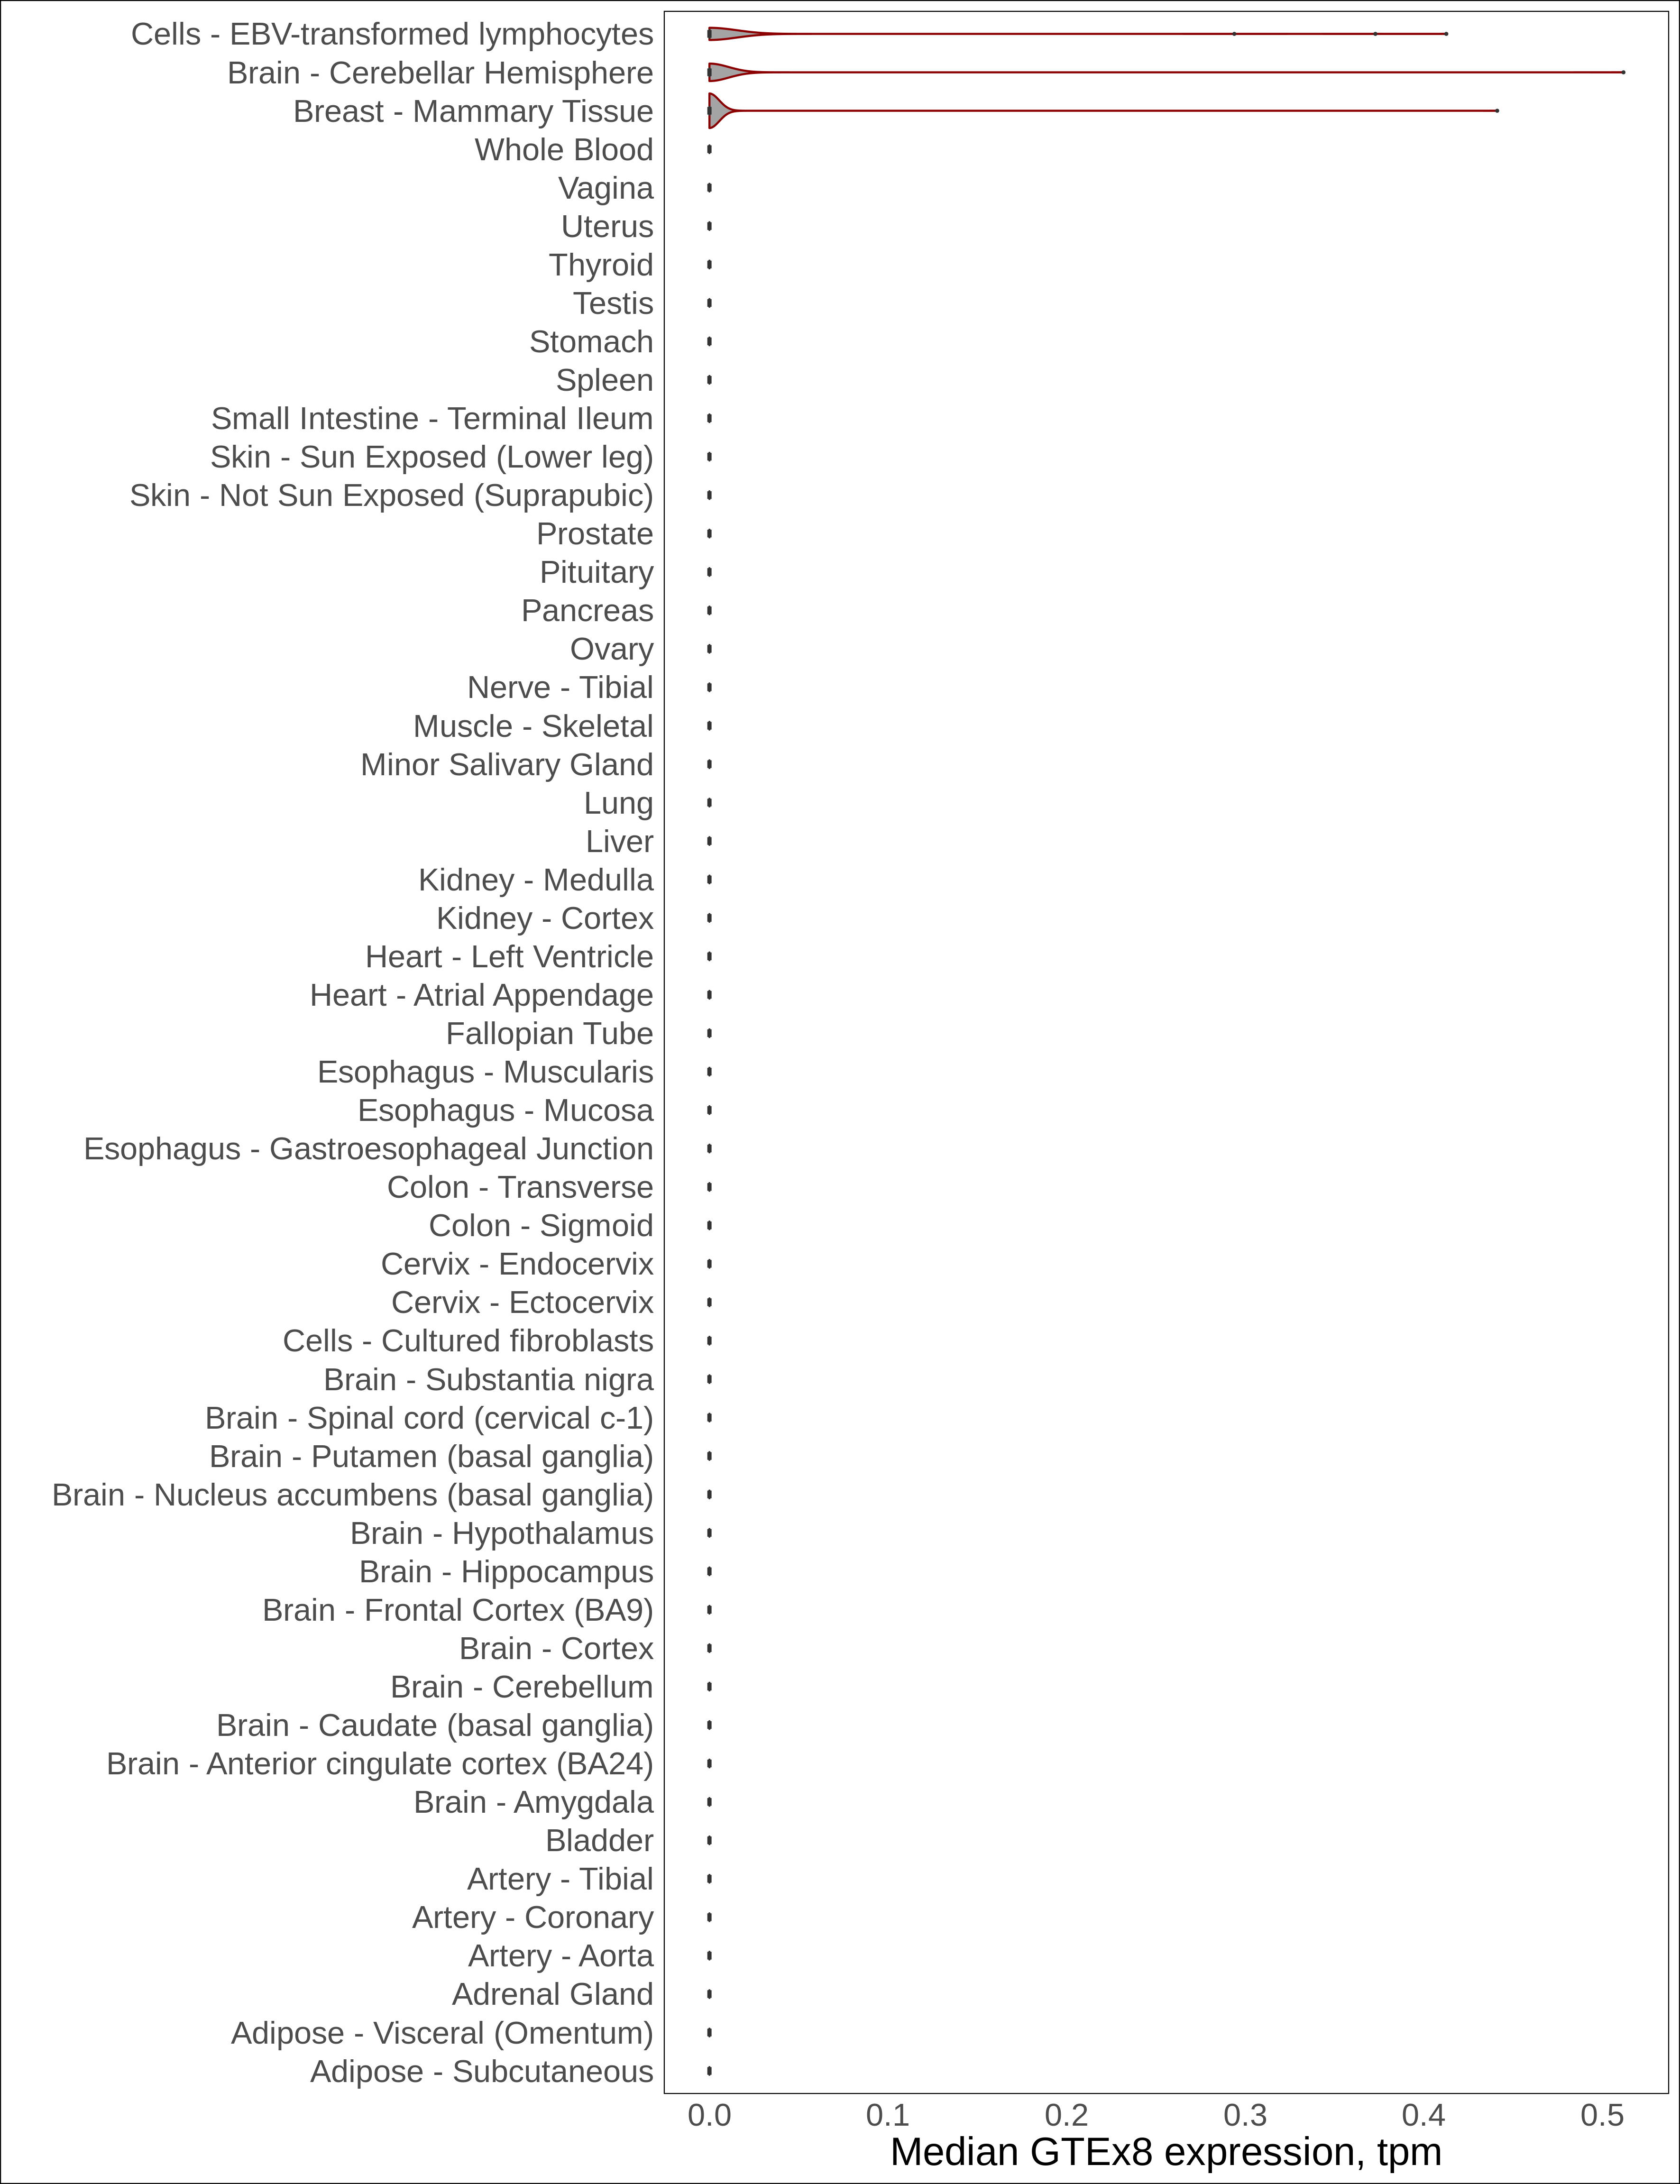 Cells - EBV-transformed lymphocytes
Brain - Cerebellar Hemisphere
Breast - Mammary Tissue
Whole Blood
Vagina
Uterus
Thyroid
Testis
Stomach
Spleen
Small Intestine - Terminal Ileum
Skin - Sun Exposed (Lower leg)
Skin - Not Sun Exposed (Suprapubic)
Prostate
Pituitary
Pancreas
Ovary
Nerve - Tibial
Muscle - Skeletal
Minor Salivary Gland
Lung
Liver
Kidney - Medulla
Kidney - Cortex
Heart - Left Ventricle
Heart - Atrial Appendage
Fallopian Tube
Esophagus - Muscularis
Esophagus - Mucosa
Esophagus - Gastroesophageal Junction
Colon - Transverse
Colon - Sigmoid
Cervix - Endocervix
Cervix - Ectocervix
Cells - Cultured fibroblasts
Brain - Substantia nigra
Brain - Spinal cord (cervical c-1)
Brain - Putamen (basal ganglia)
Brain - Nucleus accumbens (basal ganglia)
Brain - Hypothalamus
Brain - Hippocampus
Brain - Frontal Cortex (BA9)
Brain - Cortex
Brain - Cerebellum
Brain - Caudate (basal ganglia)
Brain - Anterior cingulate cortex (BA24)
Brain - Amygdala
Bladder
Artery - Tibial
Artery - Coronary
Artery - Aorta
Adrenal Gland
Adipose - Visceral (Omentum)
Adipose - Subcutaneous
0.0 0.1 0.2 0.3 0.4 0.5
Median GTEx8 expression, tpm